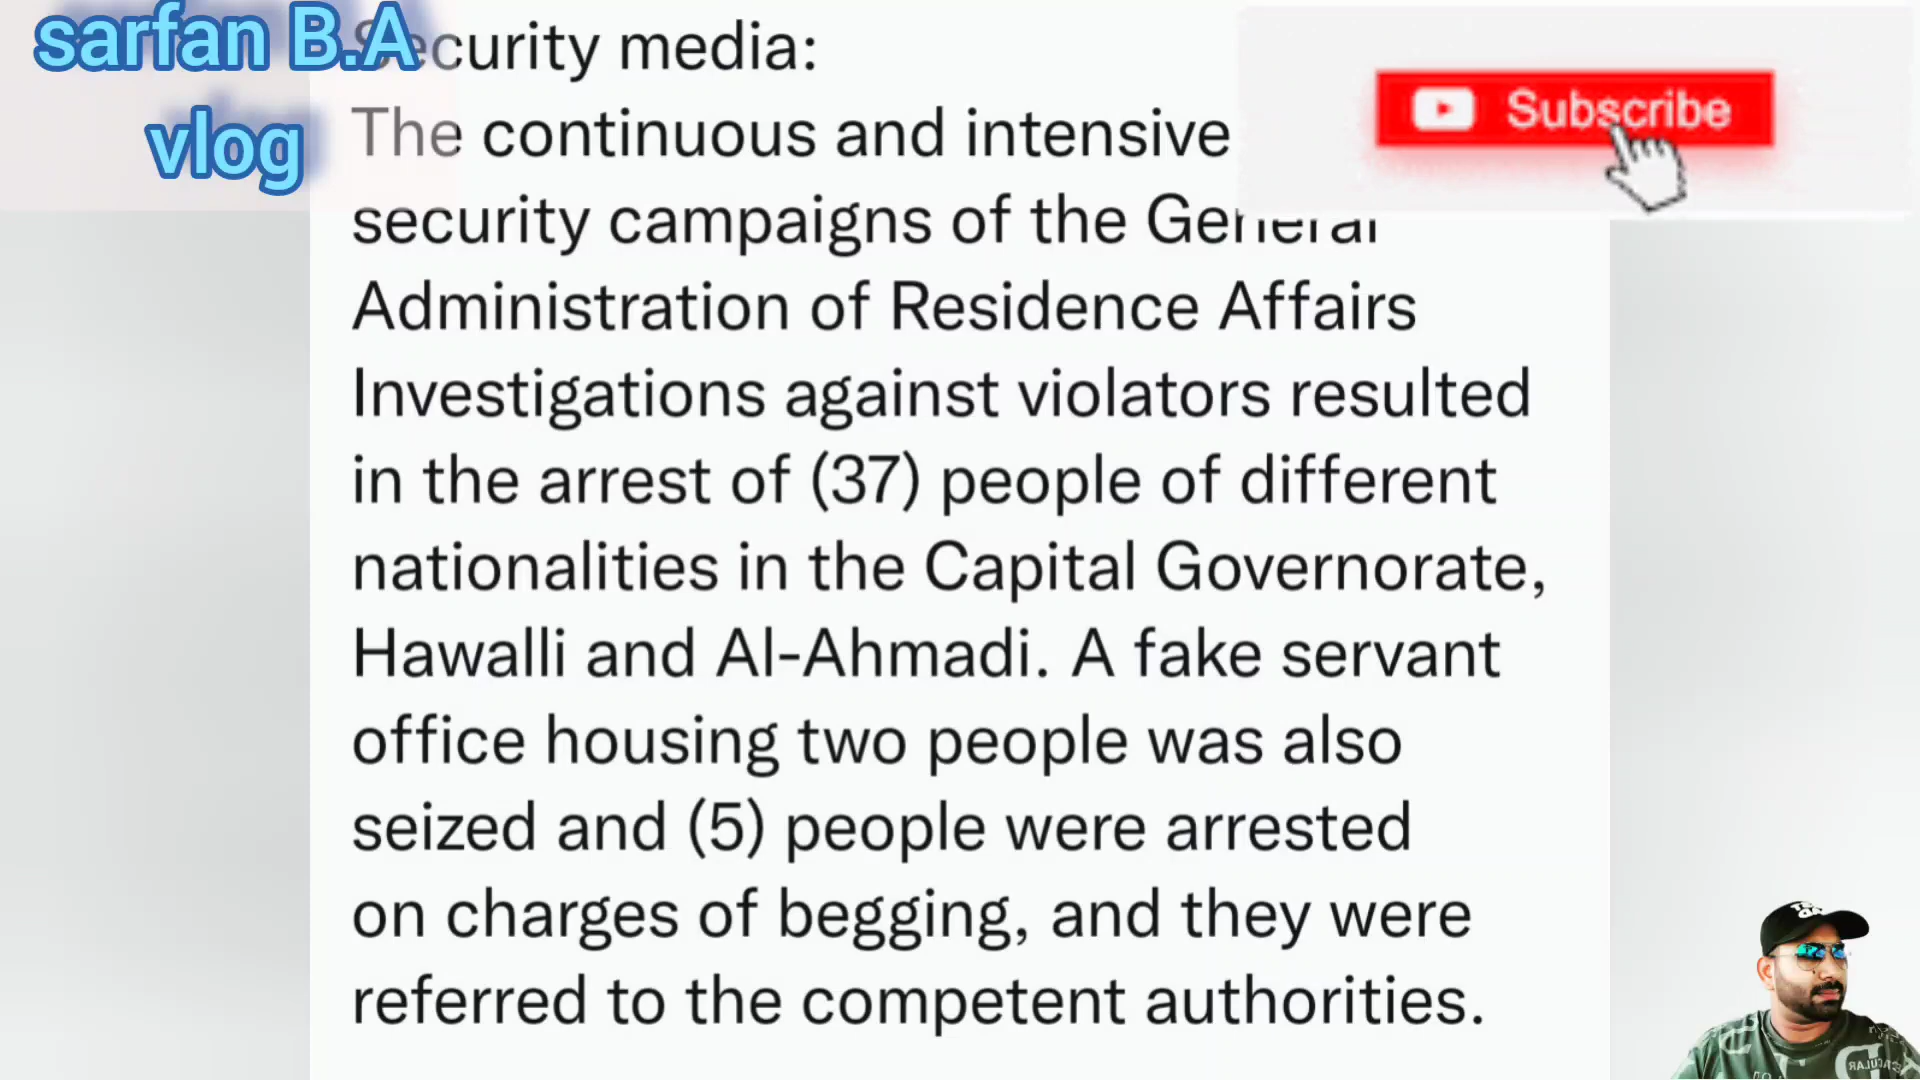 sarfan B.A
vlog
Security media:
The continuous and intensive
security campaigns of the General
Administration of Residence Affairs
Investigations against violators resulted
in the arrest of (37) people of different
nationalities in the Capital Governorate,
Hawalli and Al-Ahmadi. A fake servant
office housing two people was also
seized and (5) people were arrested
on charges of begging, and they were
referred to the competent authorities.
Subscribe